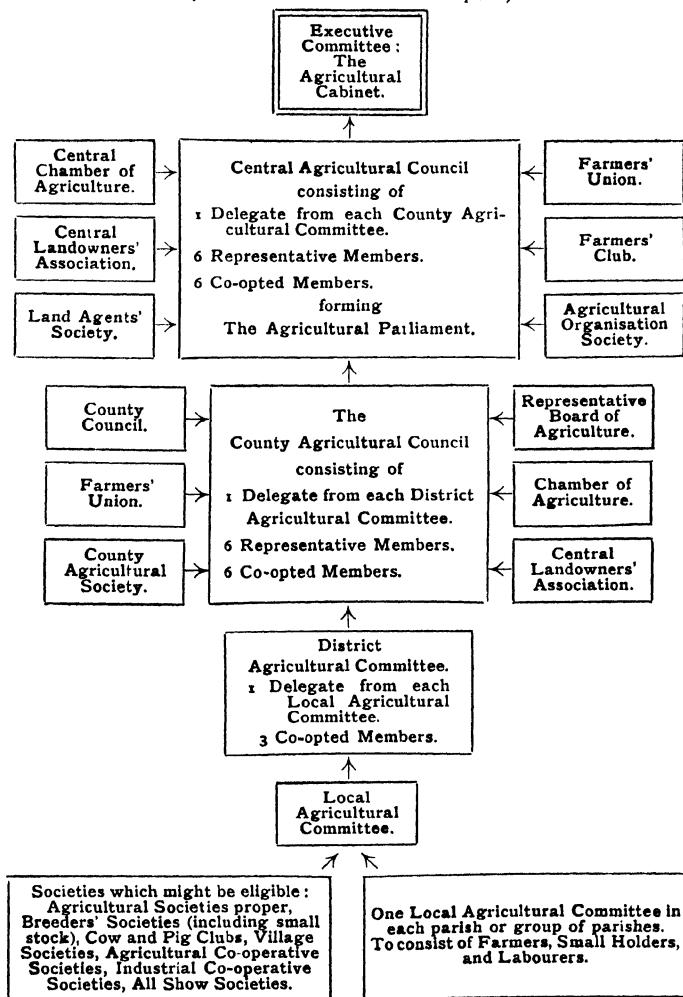 Executive
Committee:
The
Agricultural
Cabinet.
Central
Chamber of
Agriculture.
Central
Landowners'
Association.
Land Agents'
Society.
Central Agricultural Council
consisting of
1 Delegate from each County Agri-
cultural Committee.
6 Representative Members.
6 Co-opted Members.
forming
The Agricultural Parliament.
Farmers'
Union.
Farmers'
Club.
Agricultural
Organisation
Society.
County
Council.
Farmers'
Union.
County
Agricultural
Society.
The
County Agricultural Council
consisting of
1 Delegate from each District
Agricultural Committee.
6 Representative Members.
6 Co-opted Members.
Representative
Board of
Agriculture.
Chamber of
Agriculture.
Central
Landowners'
Association.
District
Agricultural Committee.
1 Delegate from each
Local Agricultural
Committee.
3 Co-opted Members.
Local
Agricultural
Committee.
Societies which might be eligible:
Agricultural Societies proper,
Breeders' Societies (including small
stock), Cow and Pig Clubs, Village
Societies, Agricultural Co-operative
Societies, Industrial Co-operative
Societies, All Show Societies.
One Local Agricultural Committee in
each parish or group of parishes.
To consist of Farmers, Small Holders,
and Labourers.